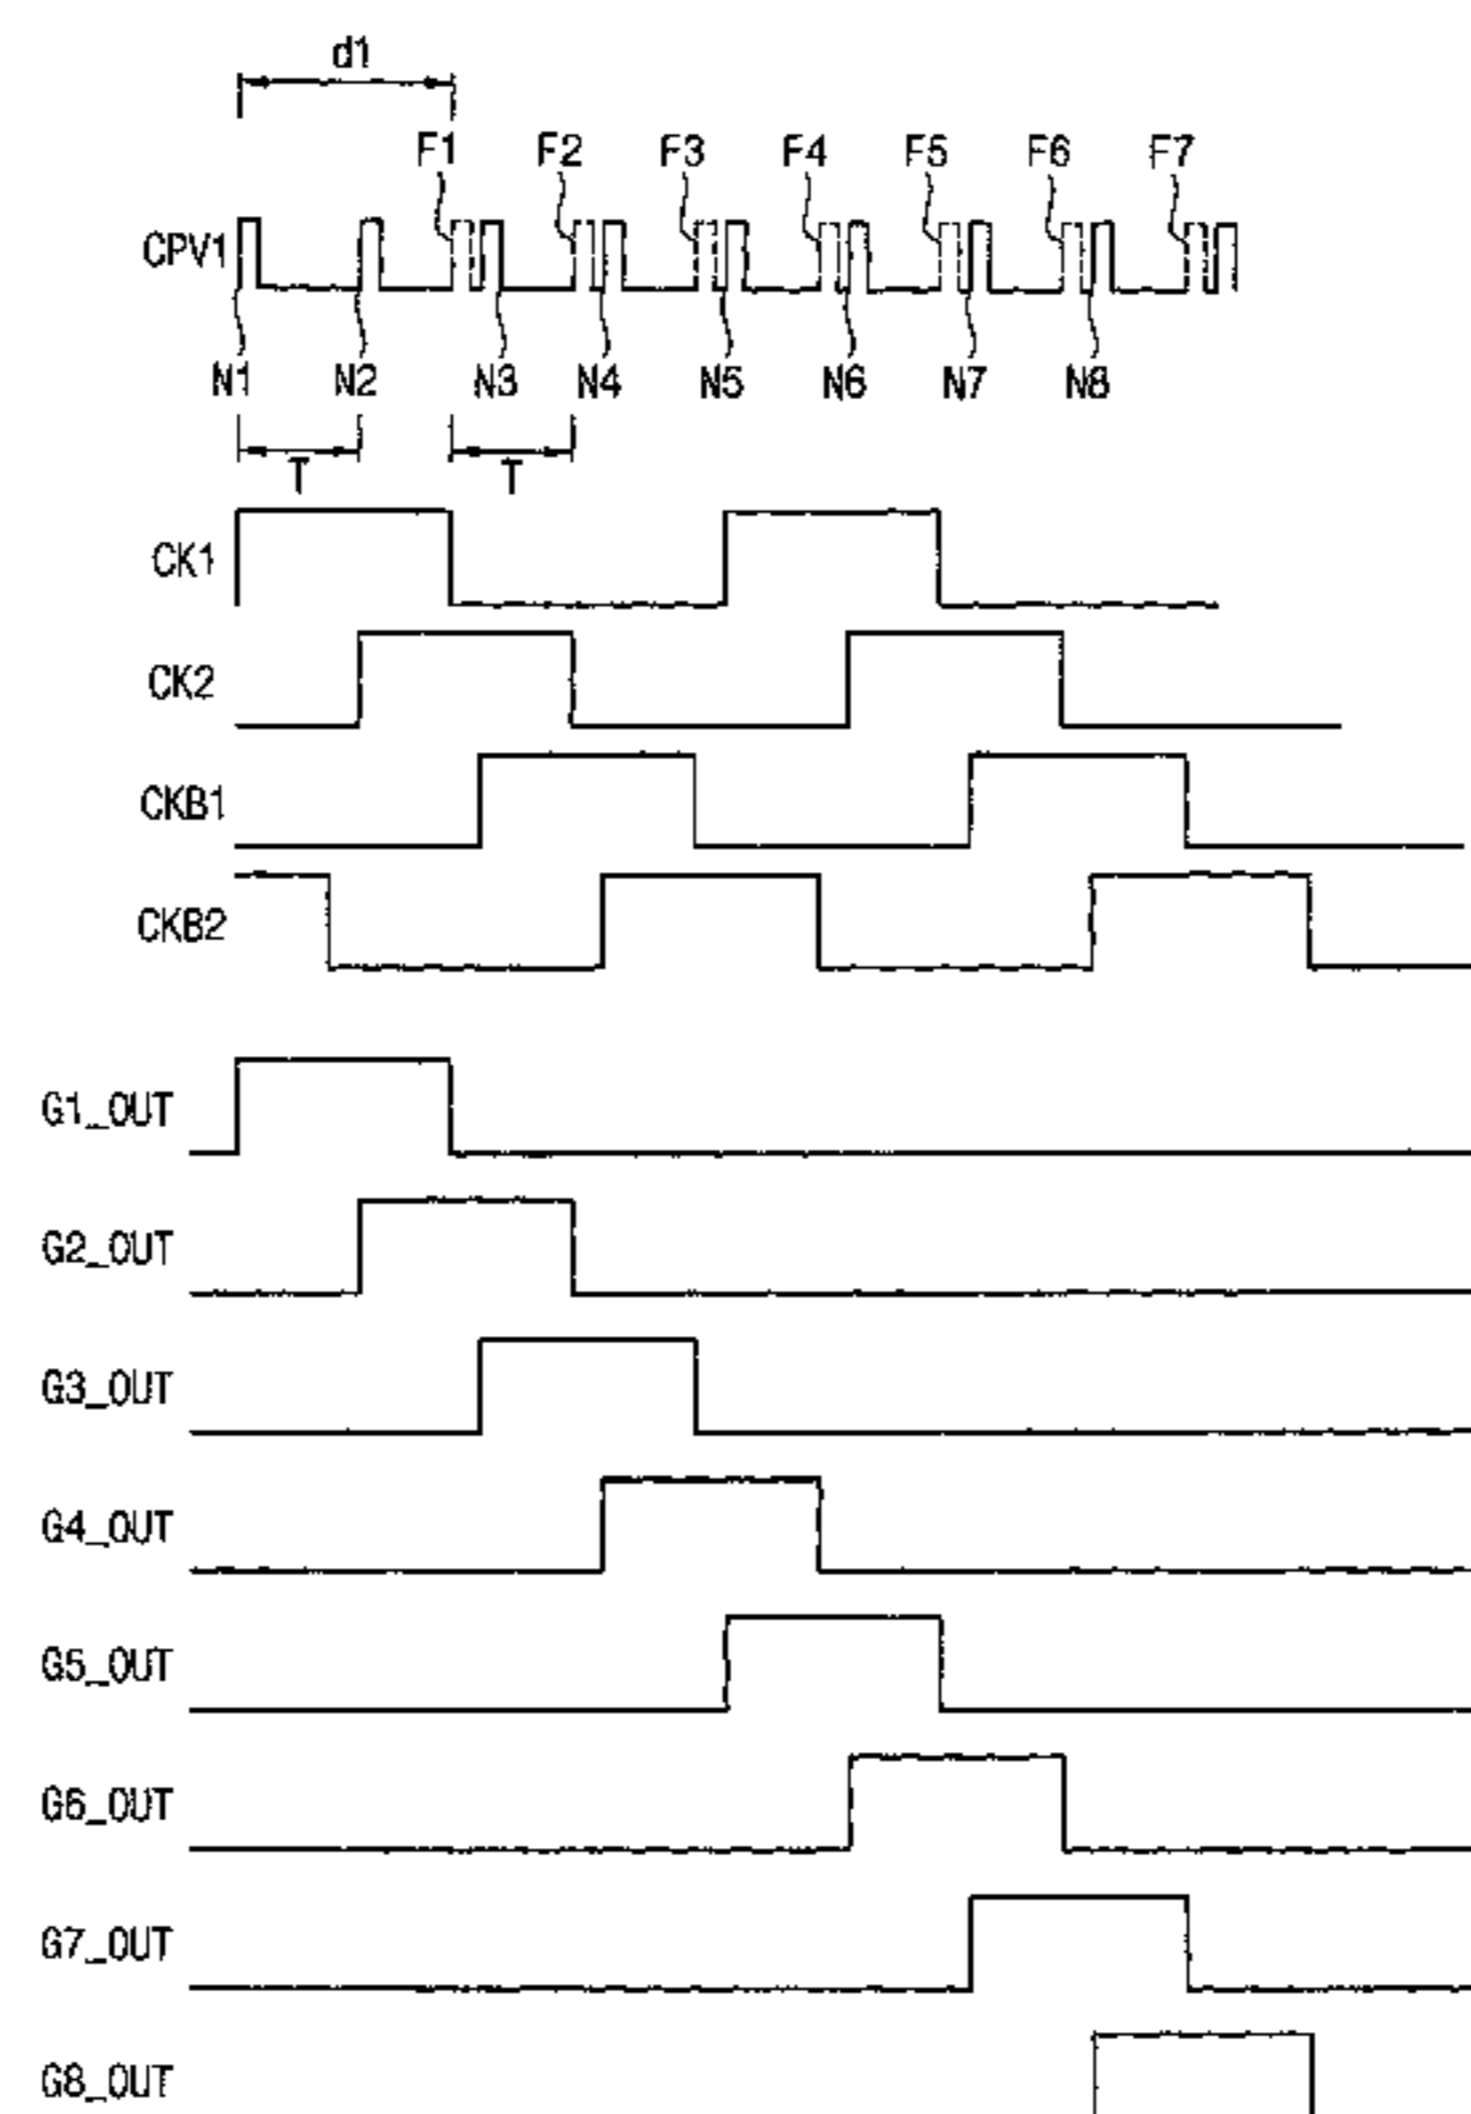 d1
F1 F2 F3 F4 F5 F6 F7
CPV1
N1 N2 N3 N4 N5 N6 N7 N8
T T
CK1
CK2
CKB1
CKB2
G1_OUT
G2_OUT
G3_OUT
G4_OUT
G5_OUT
G6_OUT
G7_OUT
G8_OUT